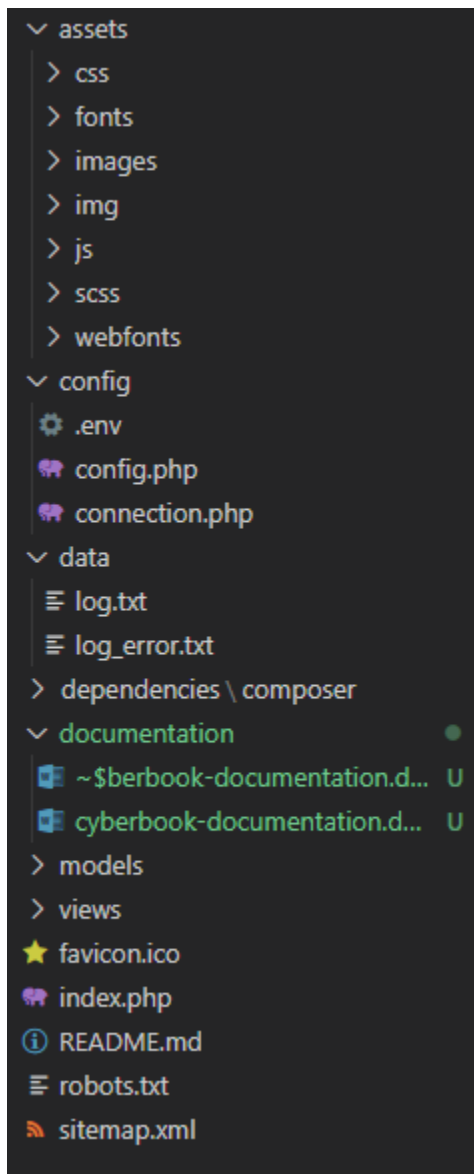 assets
css
fonts
images
img
js
scss
webfonts
config
.env
config.php
connection.php
data
log.txt
log_error.txt
dependencies \ composer
documentation
~$berbook-documentation.d... U
cyberbook-documentation.d... U
models
views
favicon.ico
index.php
README.md
robots.txt
sitemap.xml